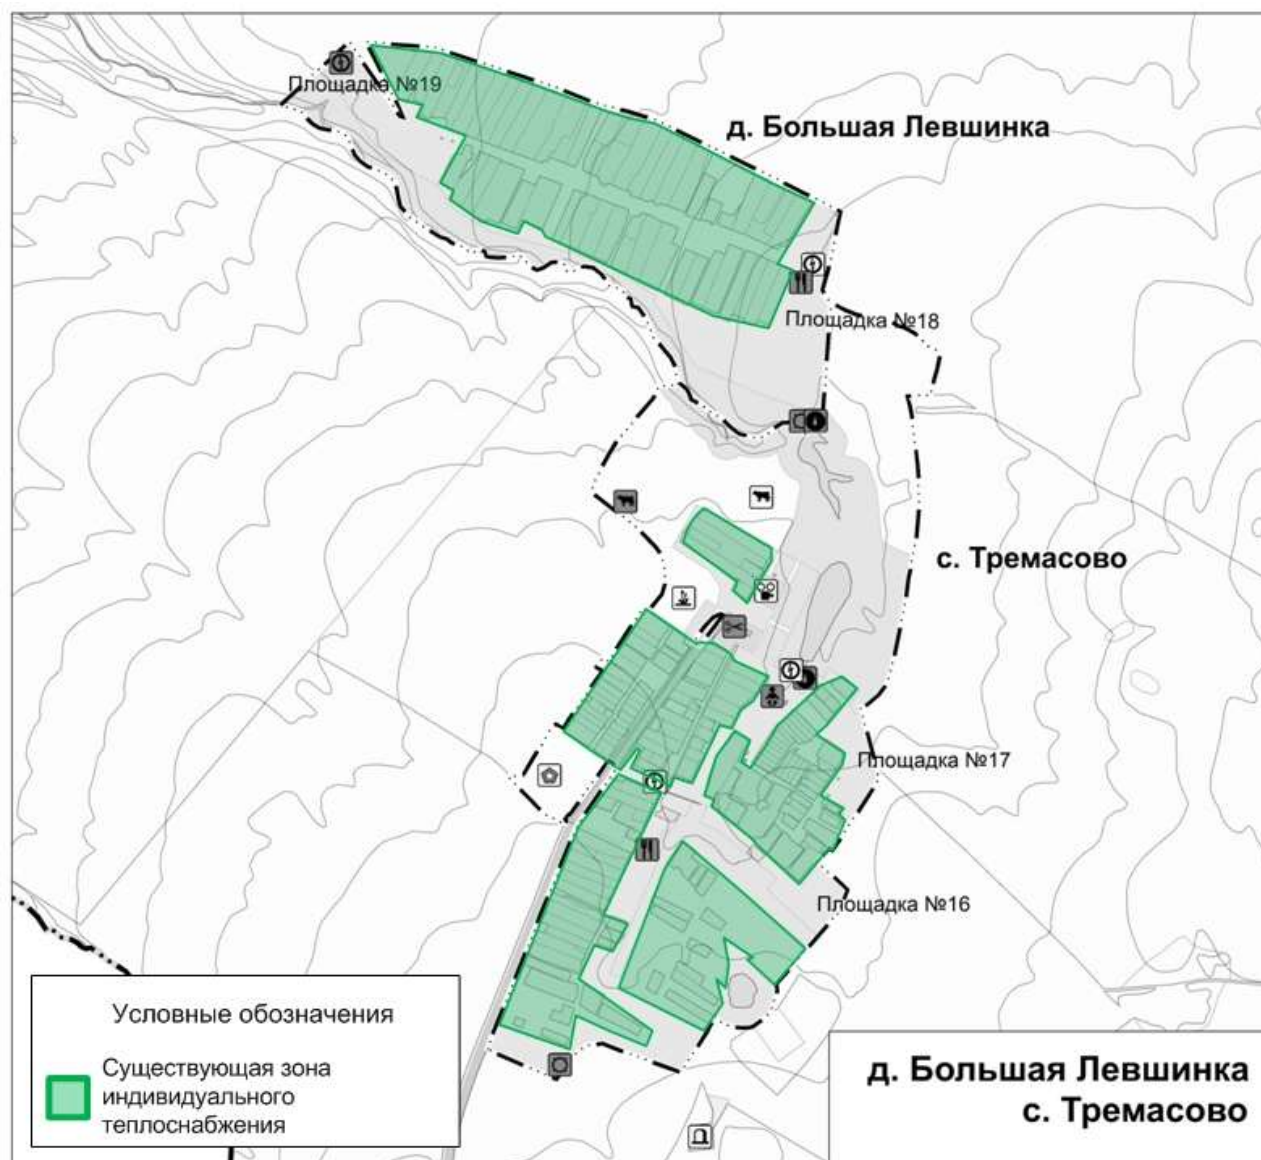 Площадка №19
д. Большая Левшинка
Площадка №18
с. Тремасово
Площадка №17
Площадка №16
Условные обозначения
Существующая зона
индивидуального
теплоснабжения
д. Большая Левшинка
с. Тремасово